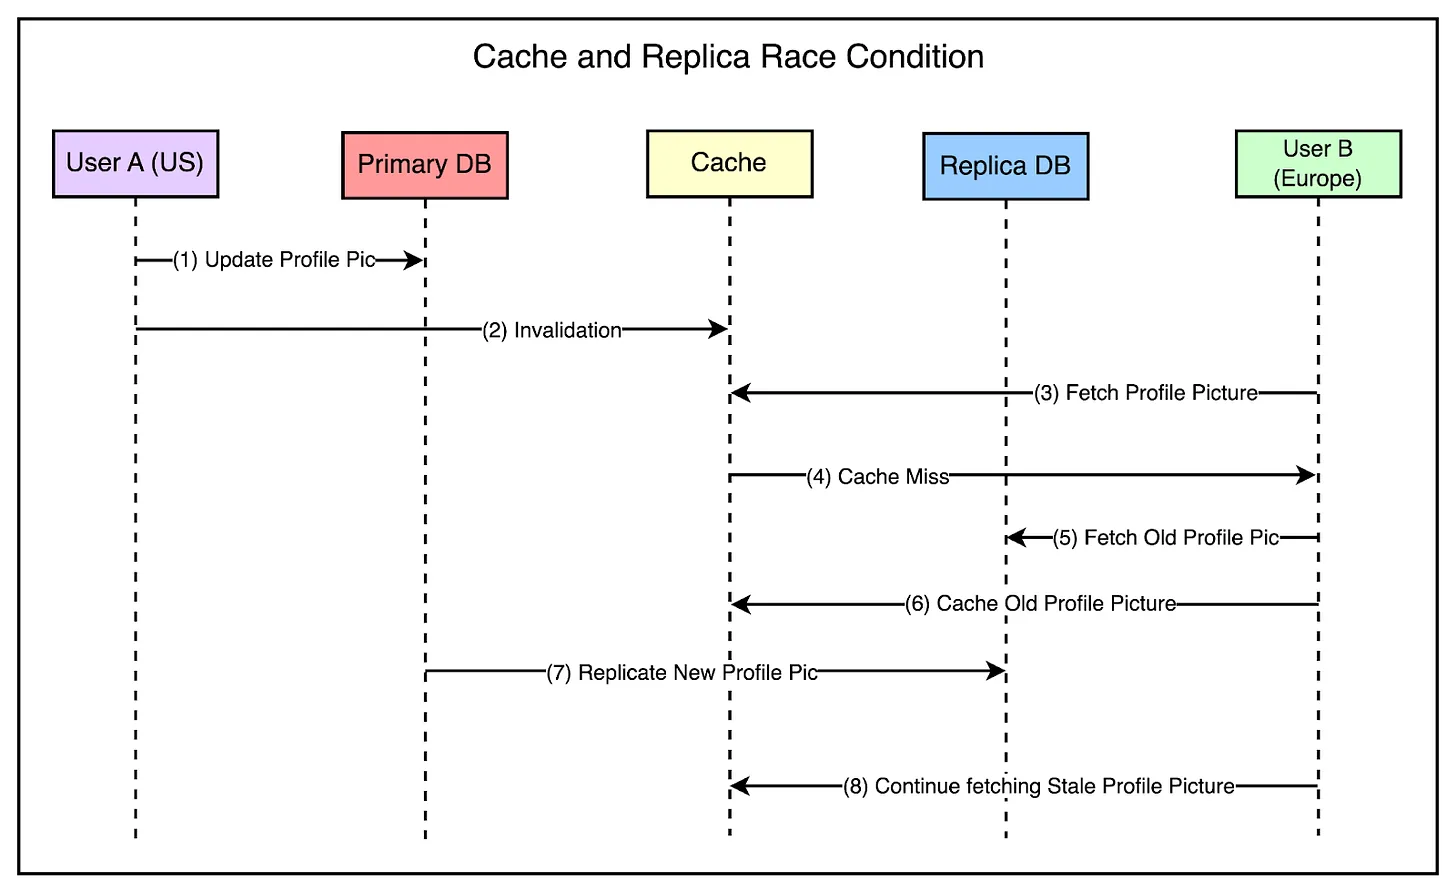 Cache and Replica Race Condition
User A (US)
Primary DB
Cache
Replica DB
User B
(Europe)
(1) Update Profile Pic
(2) Invalidation
(3) Fetch Profile Picture
(4) Cache Miss
(5) Fetch Old Profile Pic
(6) Cache Old Profile Picture
(7) Replicate New Profile Pic
(8) Continue fetching Stale Profile Picture